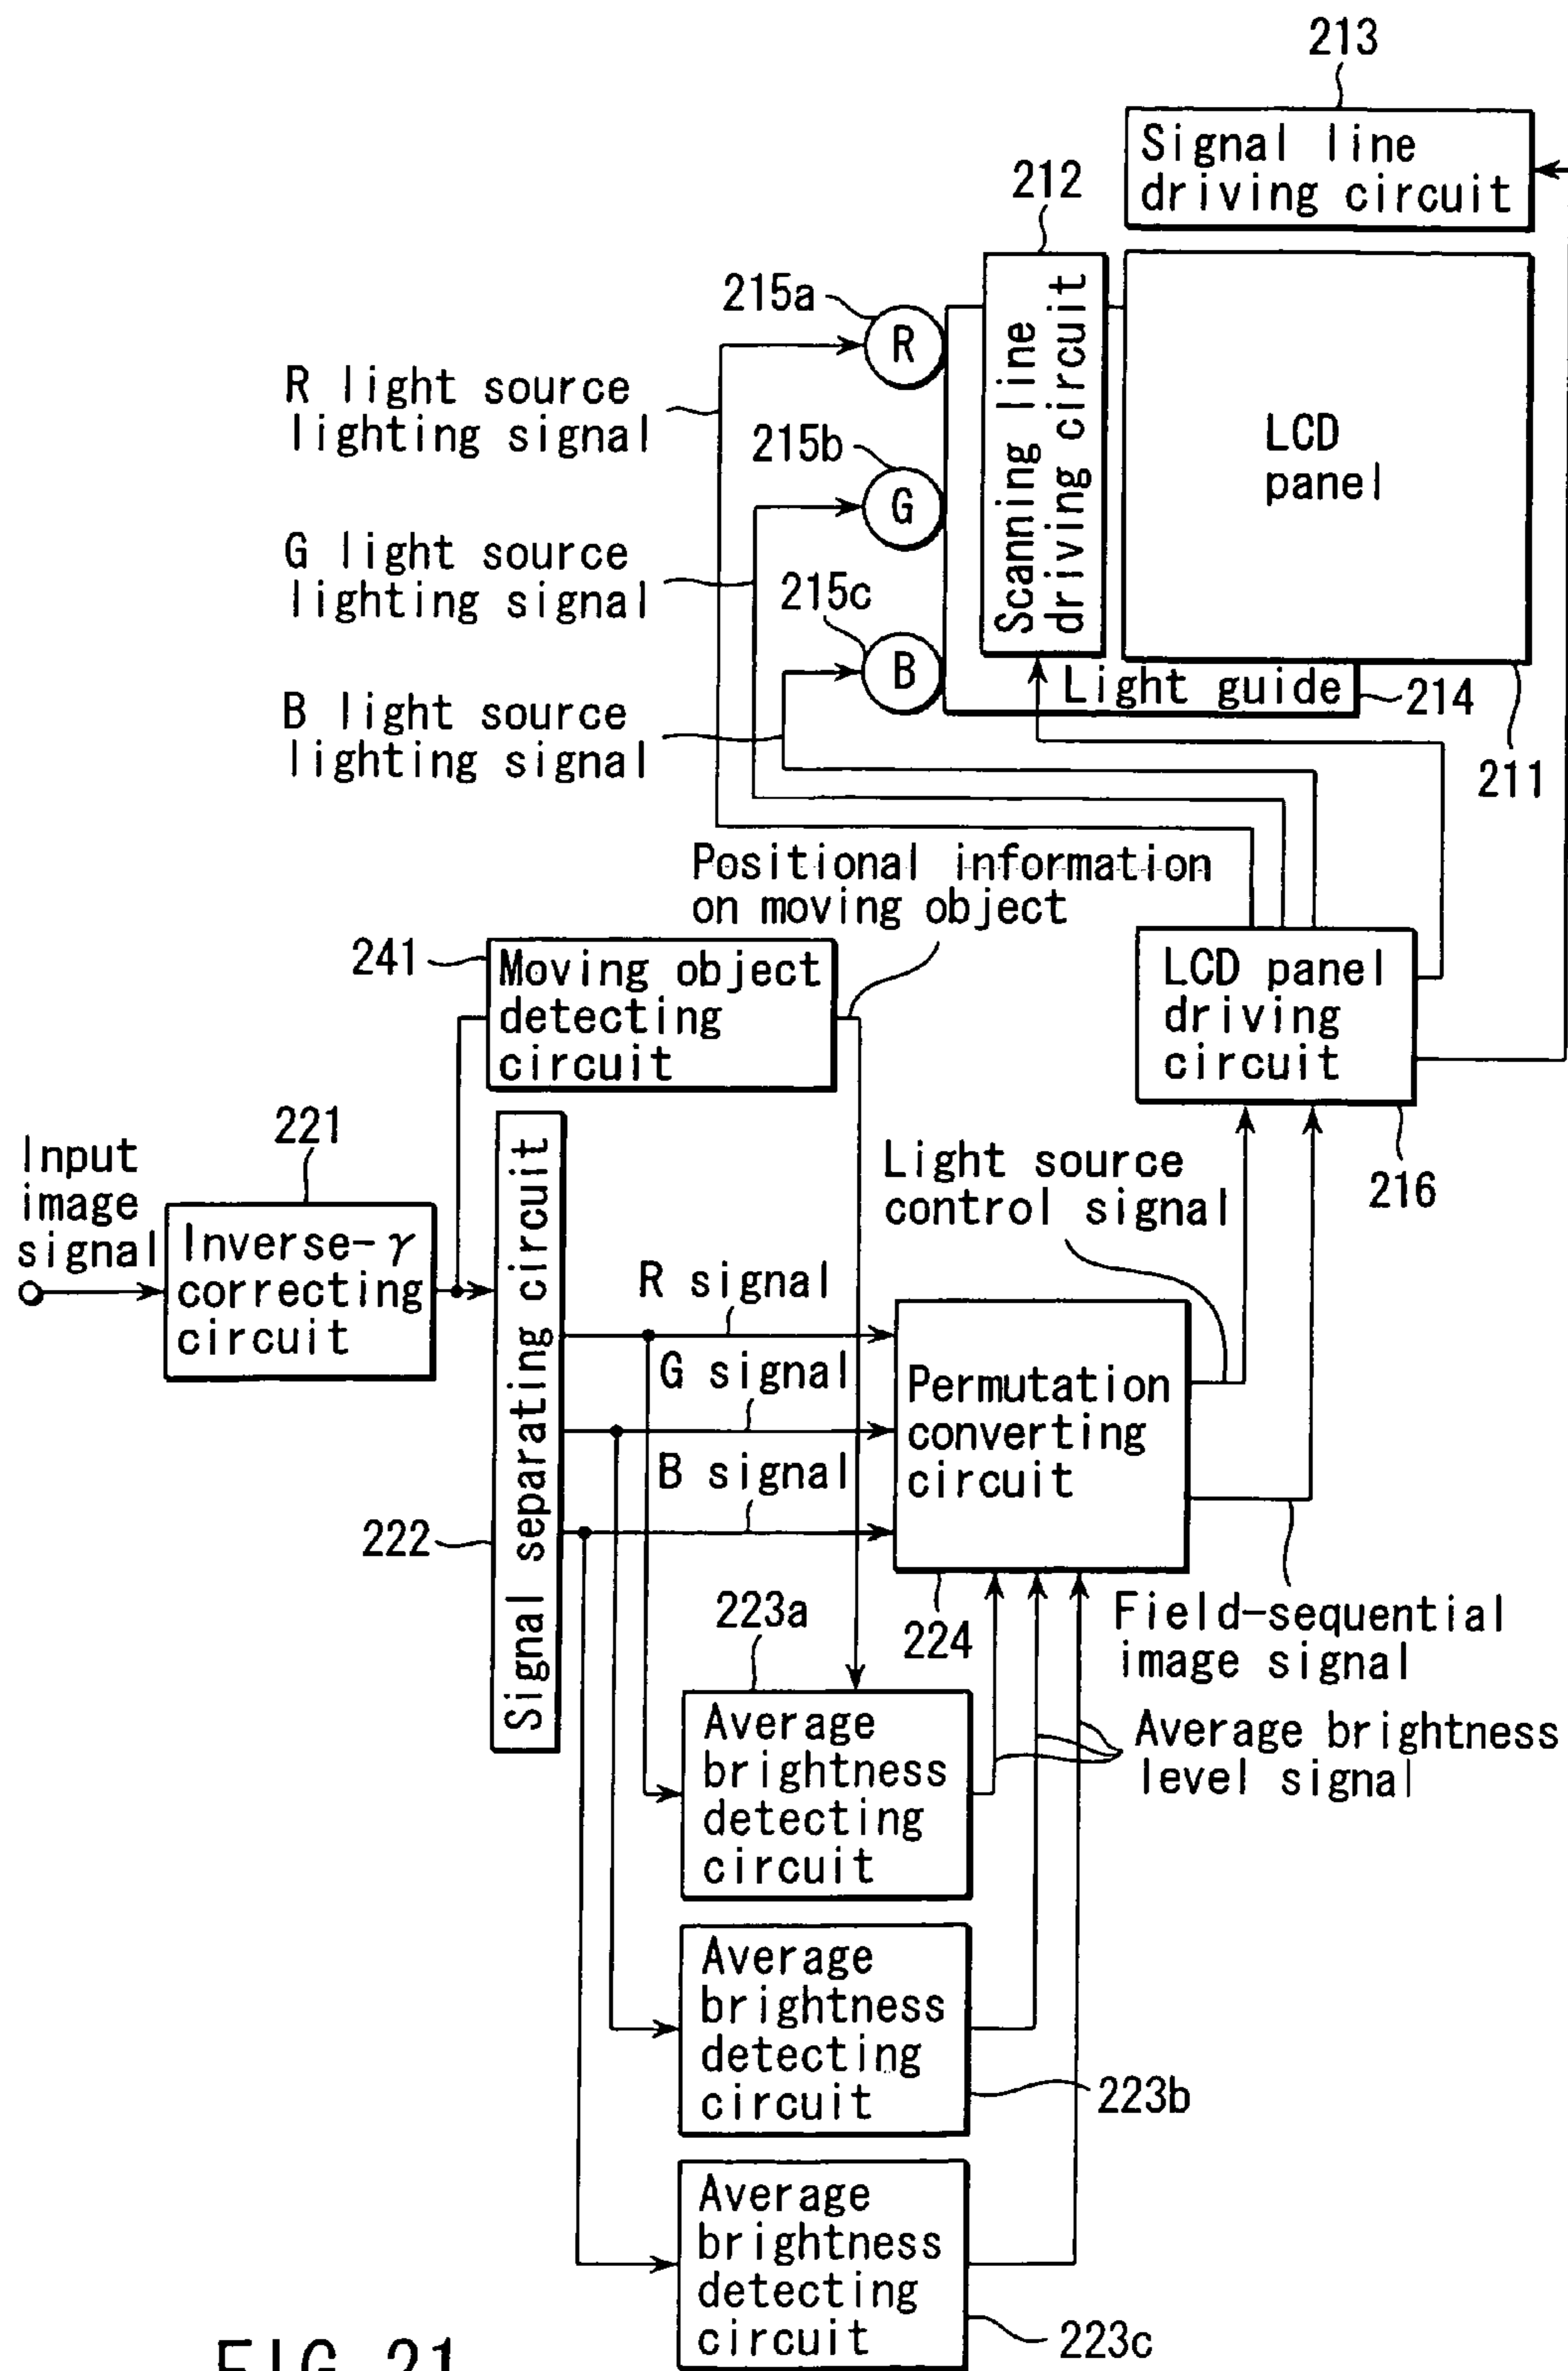 213
Signal line
driving circuit
212
Scanning line
driving circuit
215a
R
LCD
panel
R light source
lighting signal
215b
G
G light source
lighting signal
215c
B
Light guide
214
B light source
lighting signal
211
Positional information
on moving object
241
Moving object
detecting
circuit
LCD panel
driving
circuit
216
221
Input
image
signal
Inverse-γ
correcting
circuit
Signal separating circuit
222
Light source
control signal
R signal
G signal
B signal
Permutation
converting
circuit
224
Field-sequential
image signal
223a
Average
brightness
detecting
circuit
Average brightness
level signal
Average
brightness
detecting
circuit
223b
Average
brightness
detecting
circuit
223c
FIG. 21